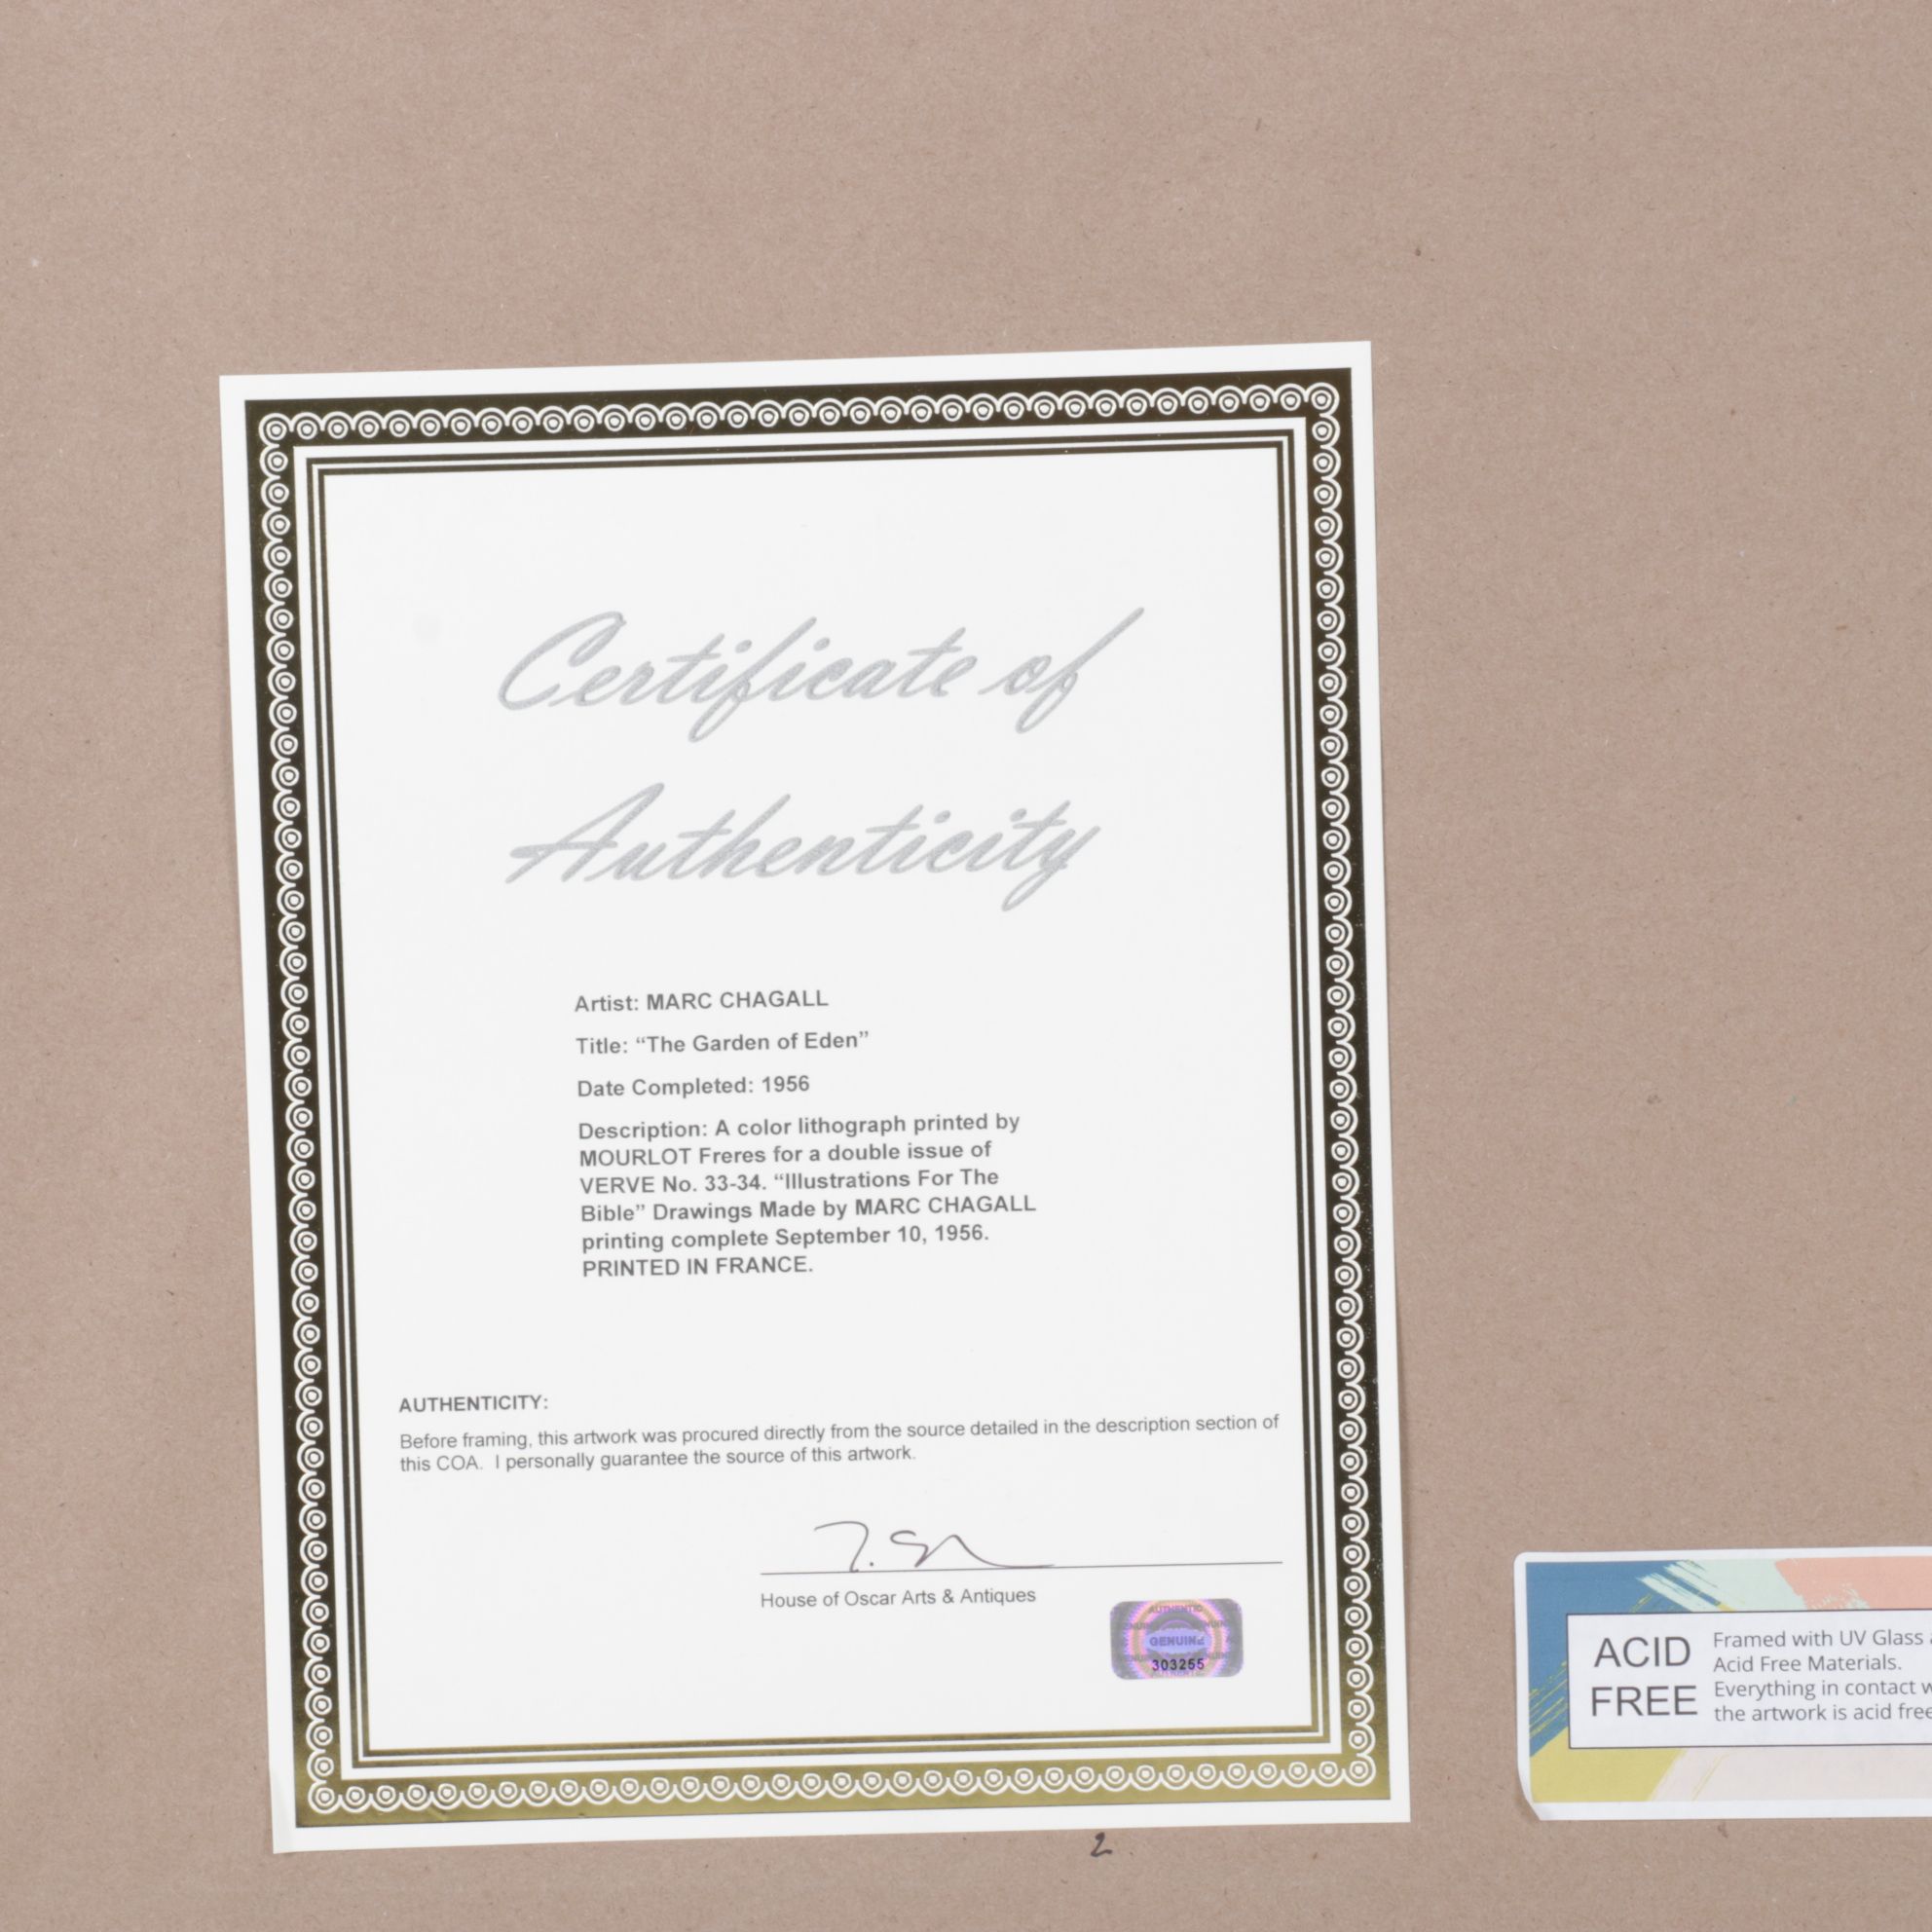 Certificate of
Authenticity
Artist: MARC CHAGALL
Title: “The Garden of Eden”
Date Completed: 1956
Description: A color lithograph printed by
MOURLOT Freres for a double issue of
VERVE No. 33-34. “Illustrations For The
Bible” Drawings Made by MARC CHAGALL
printing complete September 10, 1956.
PRINTED IN FRANCE.
AUTHENTICITY:
Before framing, this artwork was procured directly from the source detailed in the description section of
this COA. I personally guarantee the source of this artwork.
House of Oscar Arts & Antiques
AUTHENTIC
GENUINE
303255
2
ACID
FREE
Framed with UV Glass
Acid Free Materials.
Everything in contact
the artwork is acid free